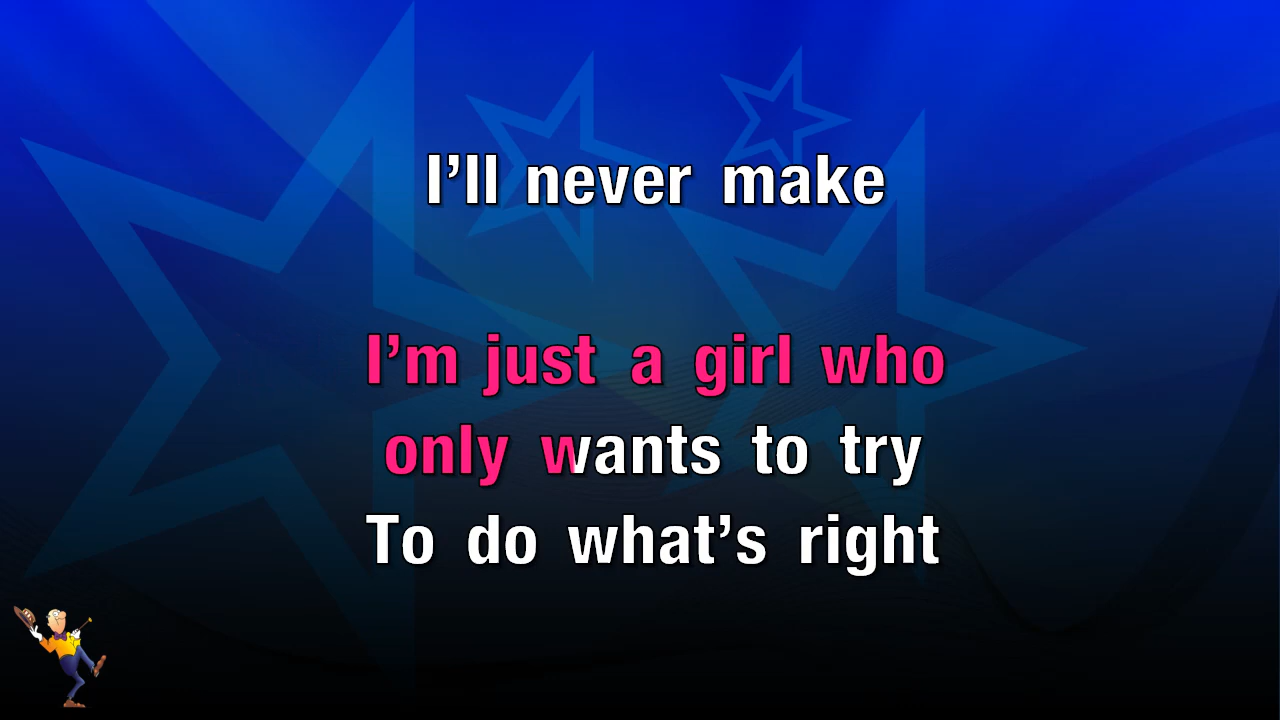 I’ll never make
I’m just a girl who
only wants to try
To do what’s right